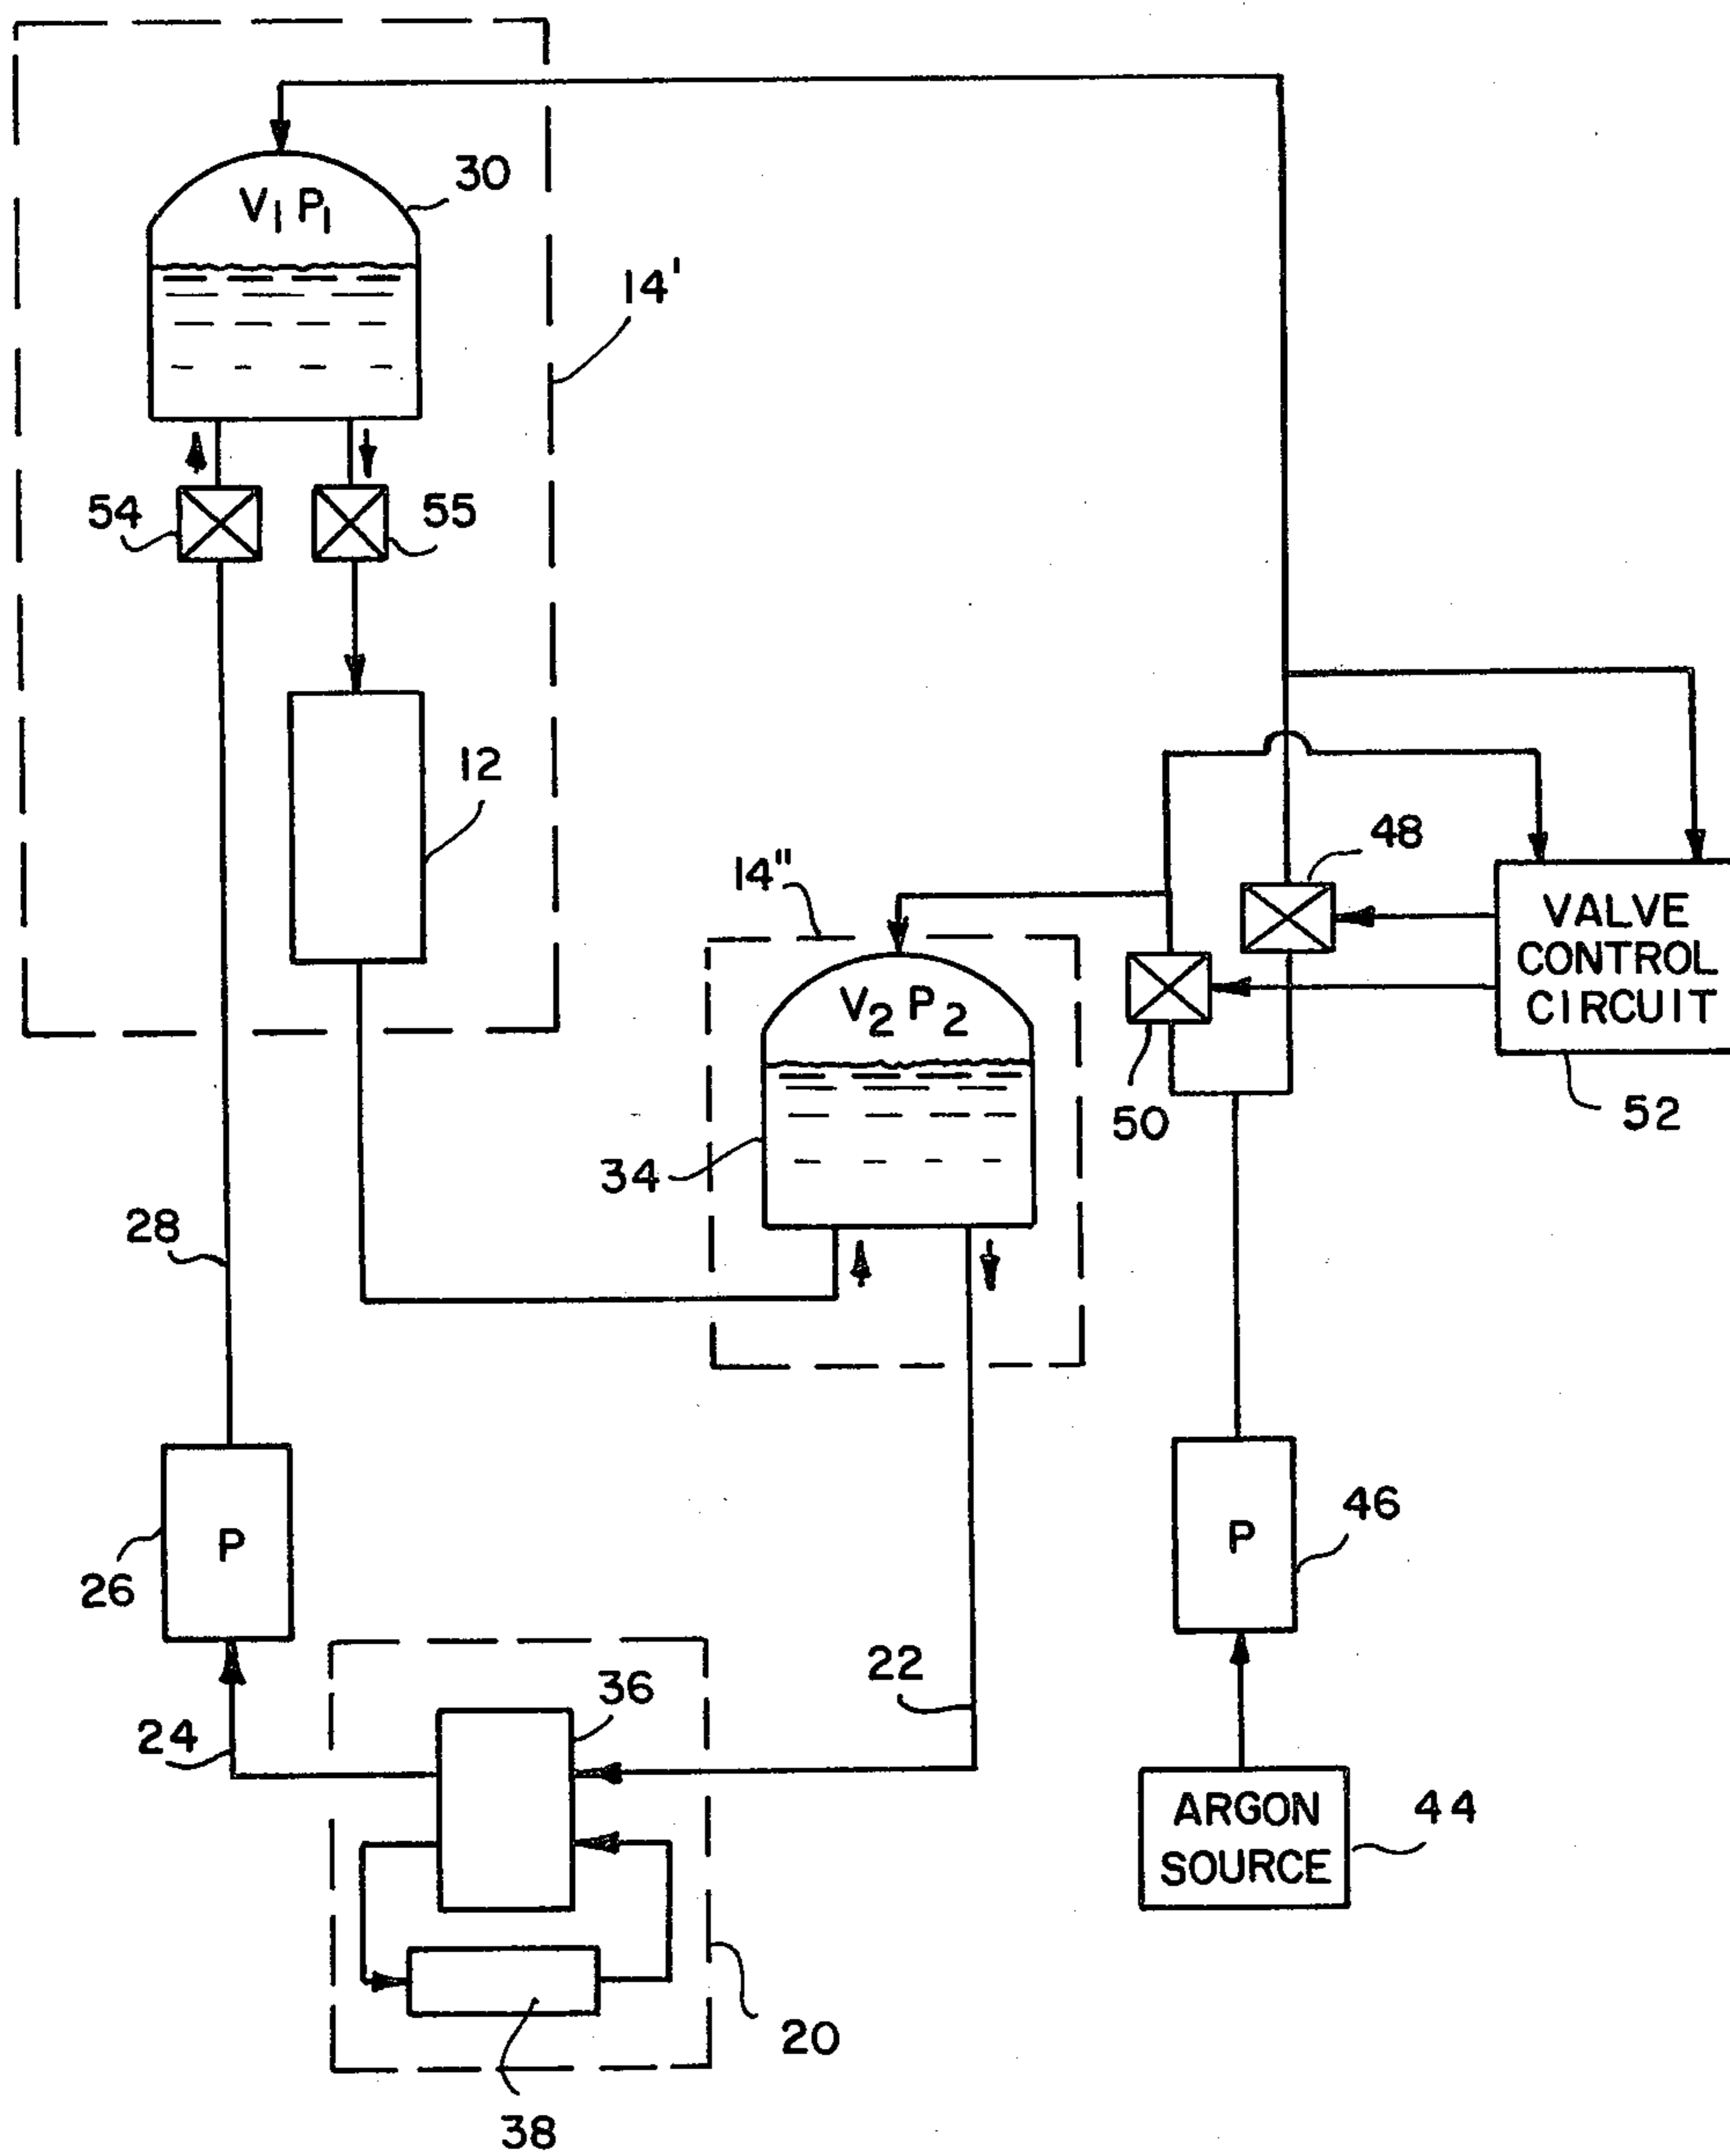 30
V₁ P₁
14'
54
55
12
48
14"
VALVE
CONTROL
CIRCUIT
V₂ P₂
50
52
34
28
46
P
P
26
22
36
24
ARGON
SOURCE
44
20
38